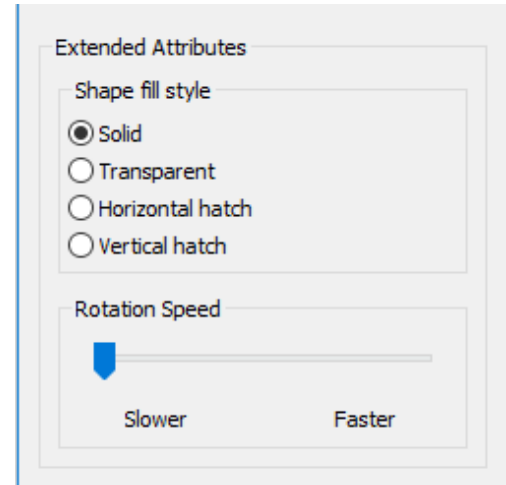 Extended Attributes
Shape fill style
Solid
Transparent
Horizontal hatch
Vertical hatch
Rotation Speed
Slower Faster